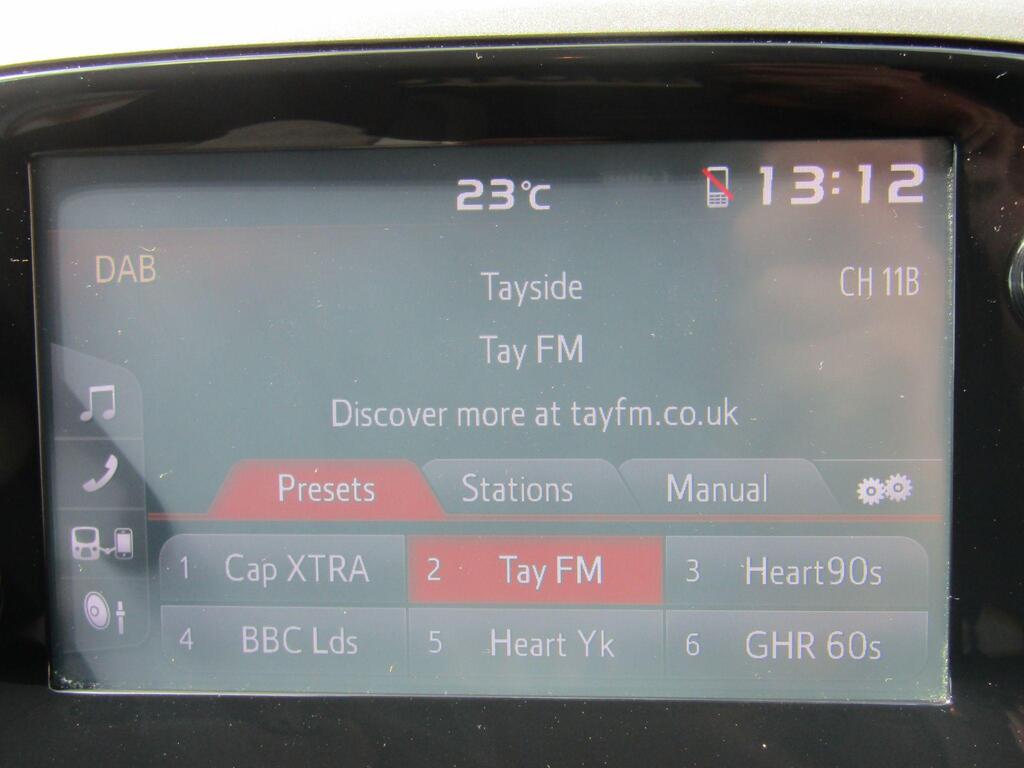 23°C
13:12
DAB
Tayside
CH 11B
Tay FM
Discover more at tayfm.co.uk
Presets
Stations
Manual
1 Cap XTRA
2 Tay FM
3 Heart90s
4 BBC Lds
5 Heart Yk
6 GHR 60s